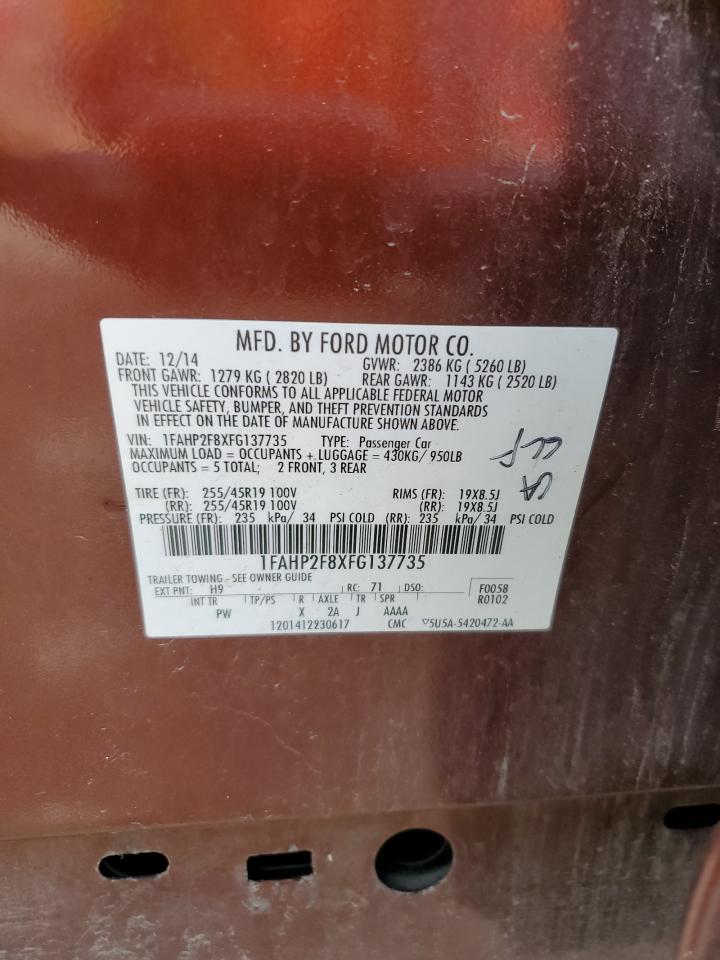 MFD. BY FORD MOTOR CO.
DATE: 12/14 GVWR: 2386 KG ( 5260 LB)
FRONT GAWR: 1279 KG ( 2820 LB) REAR GAWR: 1143 KG ( 2520 LB)
THIS VEHICLE CONFORMS TO ALL APPLICABLE FEDERAL MOTOR
VEHICLE SAFETY, BUMPER, AND THEFT PREVENTION STANDARDS
IN EFFECT ON THE DATE OF MANUFACTURE SHOWN ABOVE.
VIN: 1FAHP2F8XFG137735 TYPE: Passenger Car
MAXIMUM LOAD = OCCUPANTS + LUGGAGE = 430KG/ 950LB
OCCUPANTS = 5 TOTAL; 2 FRONT, 3 REAR
TIRE (FR): 255/45R19 100V RIMS (FR): 19X8.5J
(RR): 255/45R19 100V (RR): 19X8.5J
PRESSURE (FR): 235 kPa/ 34 PSI COLD (RR): 235 kPa/ 34 PSI COLD
1FAHP2F8XFG137735
TRAILER TOWING - SEE OWNER GUIDE
EXT PNT: H9 RC: 71 DSO: F0058
INT TR TP/PS R AXLE TR SPR R0102
PW X 2A J AAAA
1201412230617 CMC ▽5U5A-5420472-AA